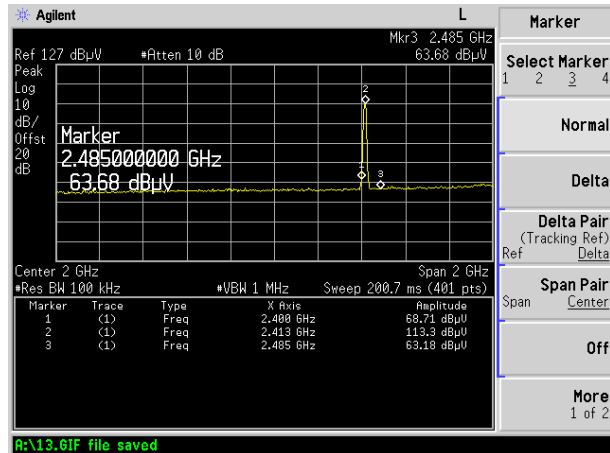 Agilent L
Mkr3 2.485 GHz
Ref 127 dBµV #Atten 10 dB 63.68 dBµV
Peak
Log
10
dB/
Offst
20
dB
2
1
3
Marker
2.485000000 GHz
63.68 dBµV
Center 2 GHz Span 2 GHz
#Res BW 100 kHz #VBW 1 MHz Sweep 200.7 ms (401 pts)
Marker Trace Type X Axis Amplitude
1 (1) Freq 2.400 GHz 68.71 dBµV
2 (1) Freq 2.413 GHz 113.3 dBµV
3 (1) Freq 2.485 GHz 63.18 dBµV
A:\13.GIF file saved
Marker
Select Marker
1 2 3 4
Normal
Delta
Delta Pair
(Tracking Ref)
Ref Delta
Span Pair
Span Center
Off
More
1 of 2